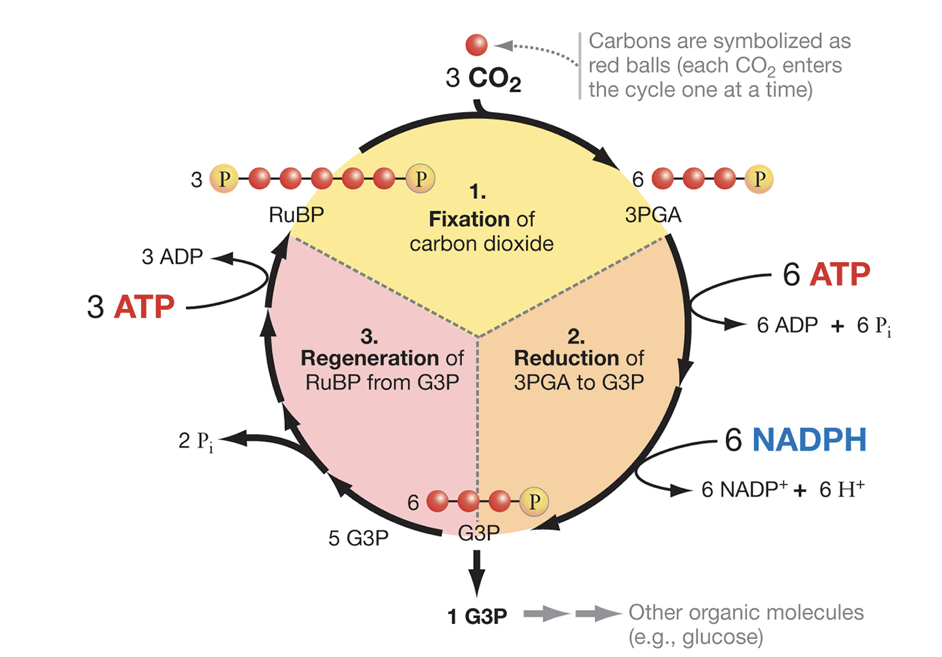 Carbons are symbolized as
red balls (each CO₂ enters
the cycle one at a time)
3 CO₂
3 P P
RuBP
6 P
3PGA
1.
Fixation of
carbon dioxide
3 ADP
3 ATP
6 ATP
6 ADP + 6 Pᵢ
3.
Regeneration of
RuBP from G3P
2.
Reduction of
3PGA to G3P
2 Pᵢ
6 NADPH
6 NADP⁺ + 6 H⁺
6 P
G3P
5 G3P
1 G3P
Other organic molecules
(e.g., glucose)